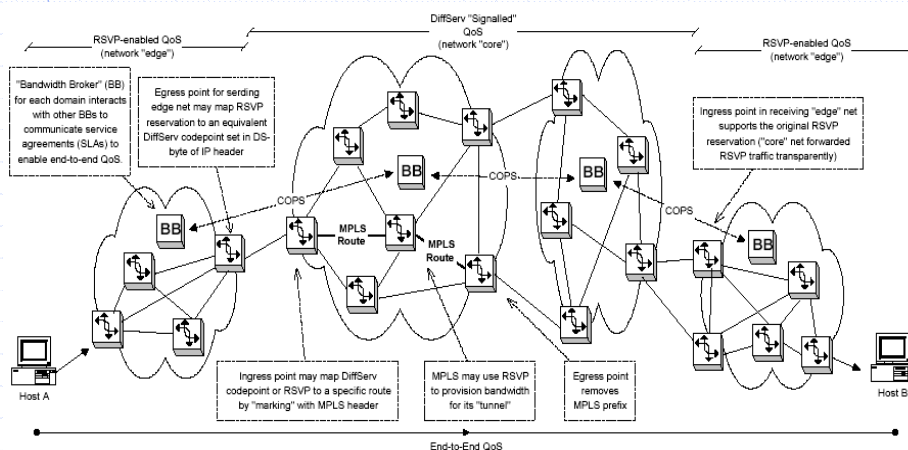 DiffServ "Signalled"
QoS
(network "core")
RSVP-enabled QoS
(network "edge")
RSVP-enabled QoS
(network "edge")
"Bandwidth Broker" (BB)
for each domain interacts
with other BBs to
communicate service
agreements (SLAs) to
enable end-to-end QoS.
Egress point for serding
edge net may map RSVP
reservation to an equivalent
DiffServ codepoint set in DS-
byte of IP header
Ingress point in receiving "edge" net
supports the original RSVP
reservation ("core" net forwarded
RSVP traffic transparently)
BB
BB
BB
BB
COPS
COPS
COPS
MPLS
Route
MPLS
Route
Host A
Host B
Ingress point may map DiffServ
codepoint or RSVP to a specific route
by "marking" with MPLS header
MPLS may use RSVP
to provision bandwidth
for its "tunnel"
Egress point
removes
MPLS prefix
End-to-End QoS